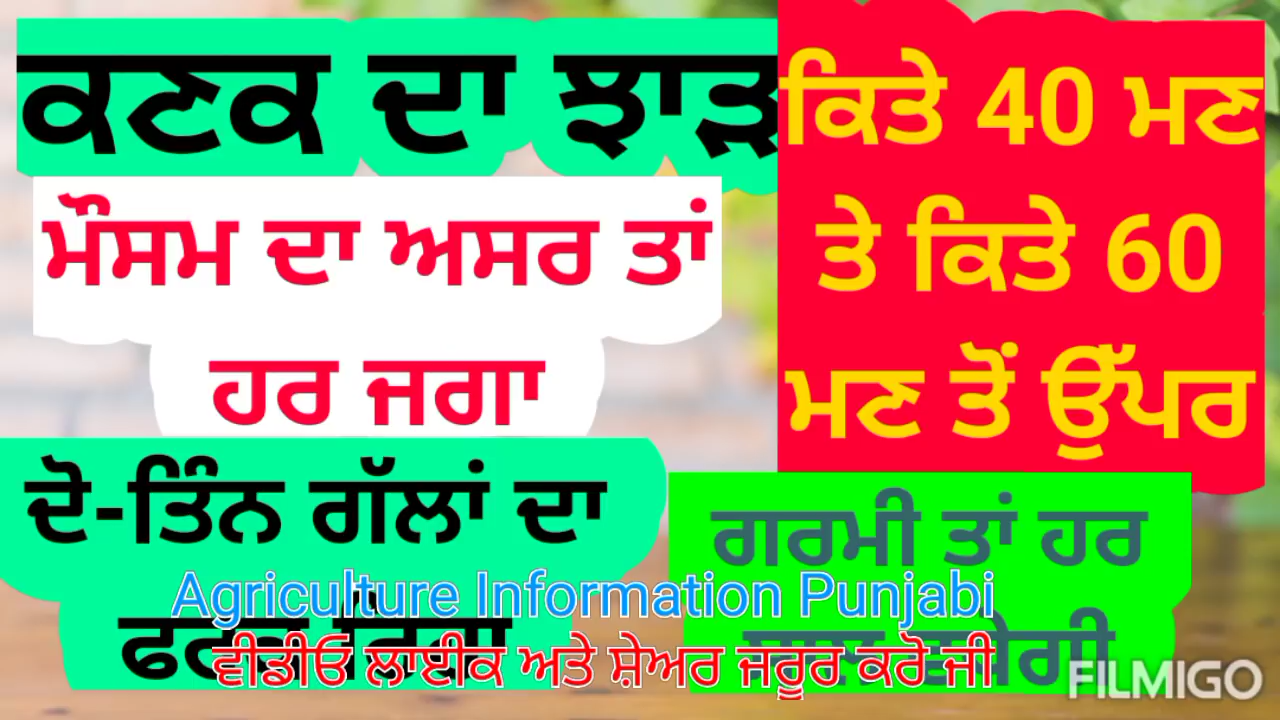 ਕਣਕ ਦਾ ਝਾੜ
ਮੌਸਮ ਦਾ ਅਸਰ ਤਾਂ
ਹਰ ਜਗਾ
ਦੋ-ਤਿੰਨ ਗੱਲਾਂ ਦਾ
ਕਿਤੇ 40 ਮਣ
ਤੇ ਕਿਤੇ 60
ਮਣ ਤੋਂ ਉੱਪਰ
ਗਰਮੀ ਤਾਂ ਹਰ
Agriculture Information Punjabi
ਵੀਡੀਓ ਲਾਈਕ ਅਤੇ ਸ਼ੇਅਰ ਜਰੂਰ ਕਰੋ ਜੀ
FILMIGO